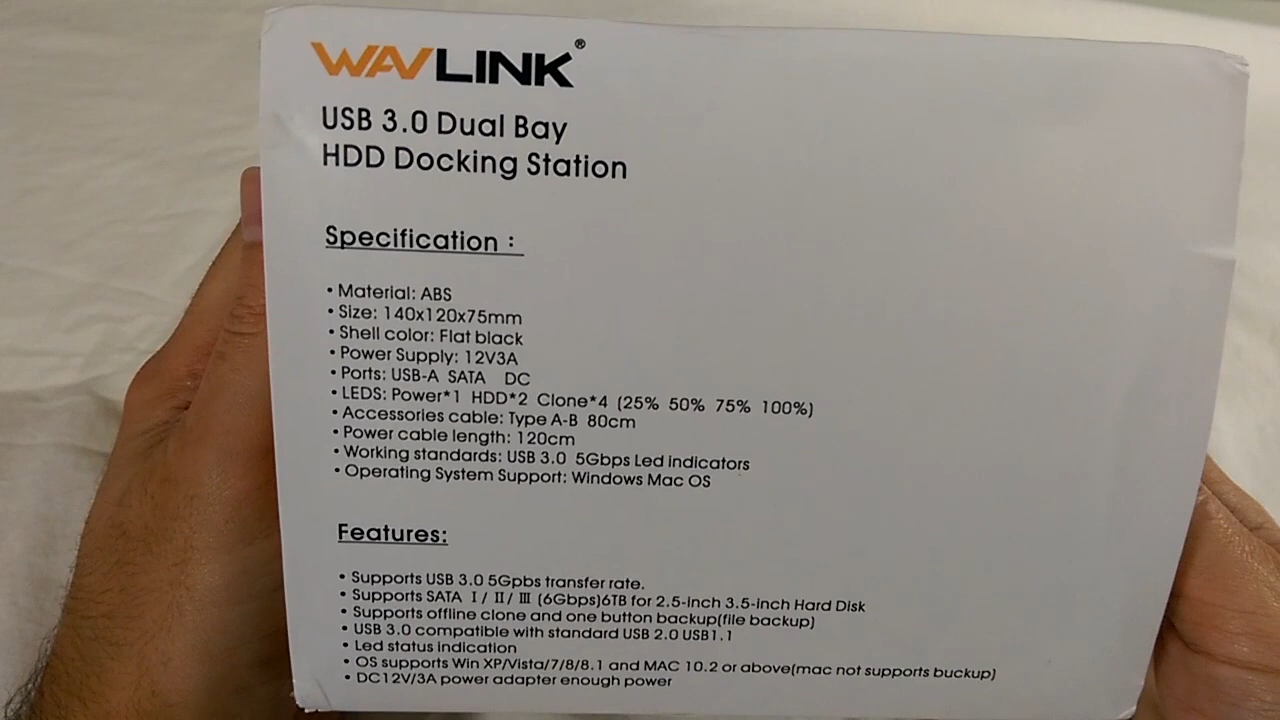 WAVLINK®
USB 3.0 Dual Bay
HDD Docking Station
Specification :
• Material: ABS
• Size: 140x120x75mm
• Shell color: Flat black
• Power Supply: 12V3A
• Ports: USB-A SATA DC
• LEDS: Power*1 HDD*2 Clone*4 (25% 50% 75% 100%)
• Accessories cable: Type A-B 80cm
• Power cable length: 120cm
• Working standards: USB 3.0 5Gbps Led indicators
• Operating System Support: Windows Mac OS
Features:
• Supports USB 3.0 5Gpbs transfer rate.
• Supports SATA I / II / III (6Gbps)6TB for 2.5-inch 3.5-inch Hard Disk
• Supports offline clone and one button backup(file backup)
• USB 3.0 compatible with standard USB 2.0 USB1.1
• Led status indication
• OS supports Win XP/Vista/7/8/8.1 and MAC 10.2 or above(mac not supports buckup)
• DC12V/3A power adapter enough power